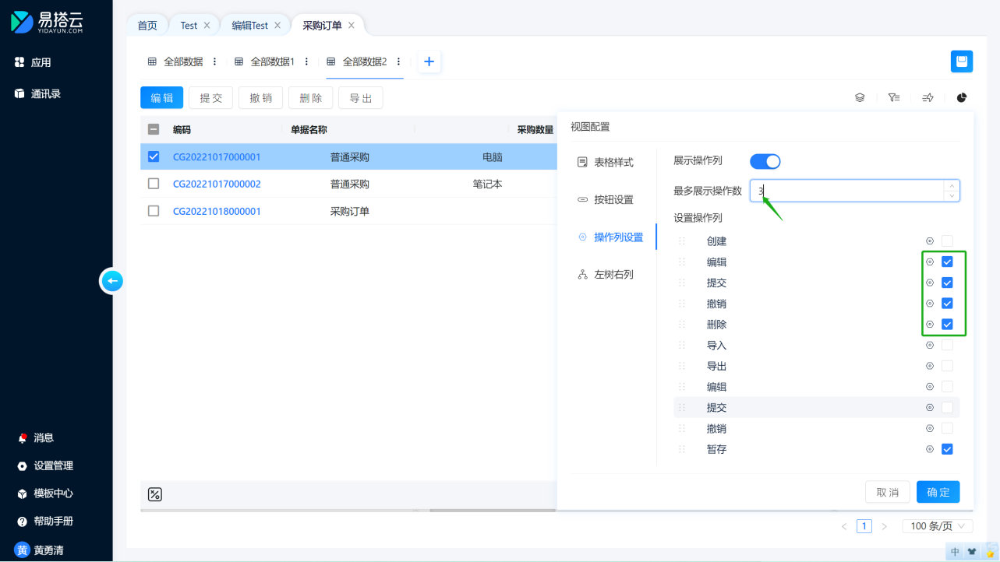 易搭云
YIDAYUN.COM
首页
Test
编辑Test
采购订单
应用
通讯录
全部数据
全部数据1
全部数据2
编辑
提交
撤销
删除
导出
编码
单据名称
采购数量
CG20221017000001
普通采购
电脑
CG20221017000002
普通采购
笔记本
CG20221018000001
采购订单
视图配置
表格样式
按钮设置
操作列设置
左树右列
展示操作列
最多展示操作数
3
设置操作列
创建
编辑
提交
撤销
删除
导入
导出
编辑
提交
撤销
暂存
取消
确定
消息
设置管理
模板中心
帮助手册
黄
黄勇清
1
100 条/页
中